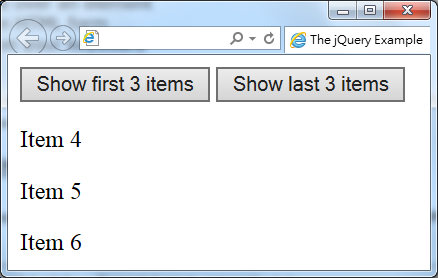 The jQuery Example
Show first 3 items Show last 3 items
Item 4
Item 5
Item 6